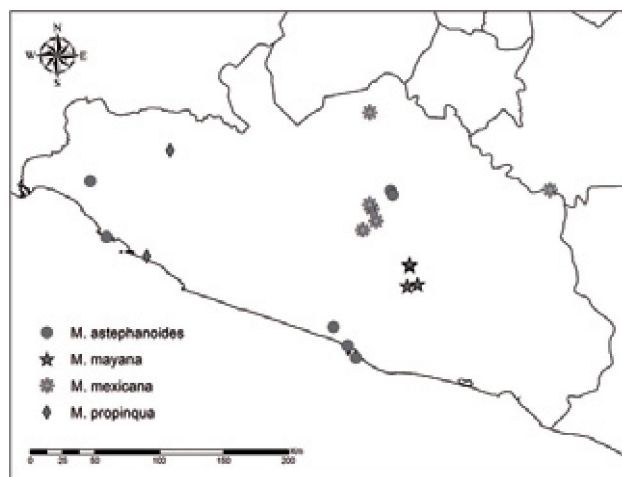 N
W E
S
M. astephanoides
M. mayana
M. mexicana
M. propinqua
Km
0 25 50 100 150 200